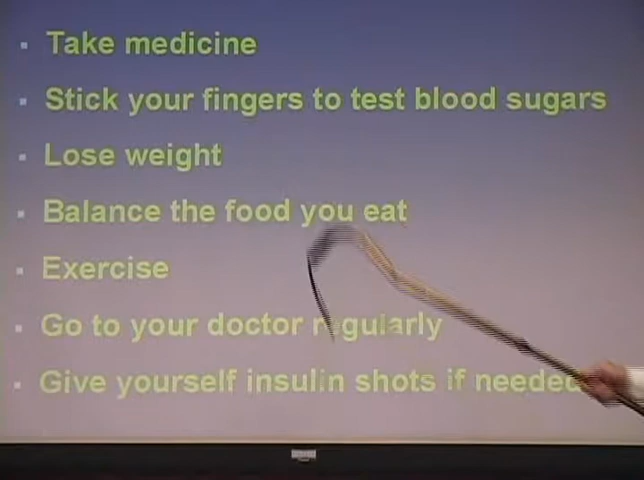 Take medicine
Stick your fingers to test blood sugars
Lose weight
Balance the food you eat
Exercise
Go to your doctor regularly
Give yourself insulin shots if needed